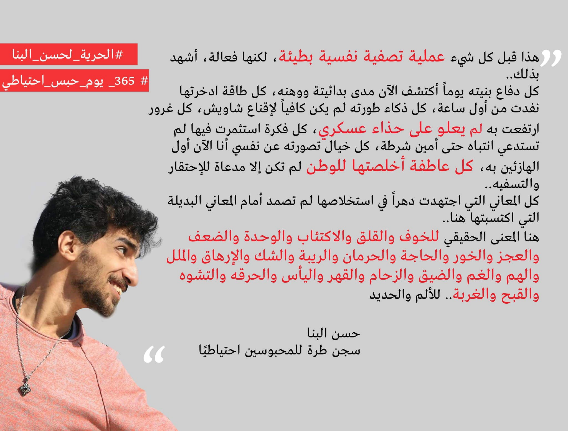 #الحرية_لحسن_البنا
# 365_ يوم_حبس_احتياطي
هذا قبل كل شيء عملية تصفية نفسية بطيئة، لكنها فعالة، أشهد
بذلك..
كل دفاع بنيته يوماً أكتشف الآن مدى بدائيتة ووهنه، كل طاقة ادخرتها
نفدت من أول ساعة، كل ذكاء طورته لم يكن كافياً لإقناع شاويش، كل غرور
ارتفعت به لم يعلو على حذاء عسكري، كل فكرة استثمرت فيها لم
تستدعي انتباه حتى أمين شرطة، كل خيال تصورته عن نفسي أنا الآن أول
الهازئين به، كل عاطفة أخلصتها للوطن لم تكن إلا مدعاة للإحتقار
والتسفيه..
كل المعاني التي اجتهدت دهراً في استخلاصها لم تصمد أمام المعاني البديلة
التي اكتسبتها هنا..
هنا المعنى الحقيقي للخوف والقلق والاكتئاب والوحدة والضعف
والعجز والخور والحاجة والحرمان والريبة والشك والإرهاق والملل
والهم والغم والضيق والزحام والقهر واليأس والحرقه والتشوه
والقبح والغربة.. للألم والحديد
حسن البنا
سجن طرة للمحبوسين احتياطيًا